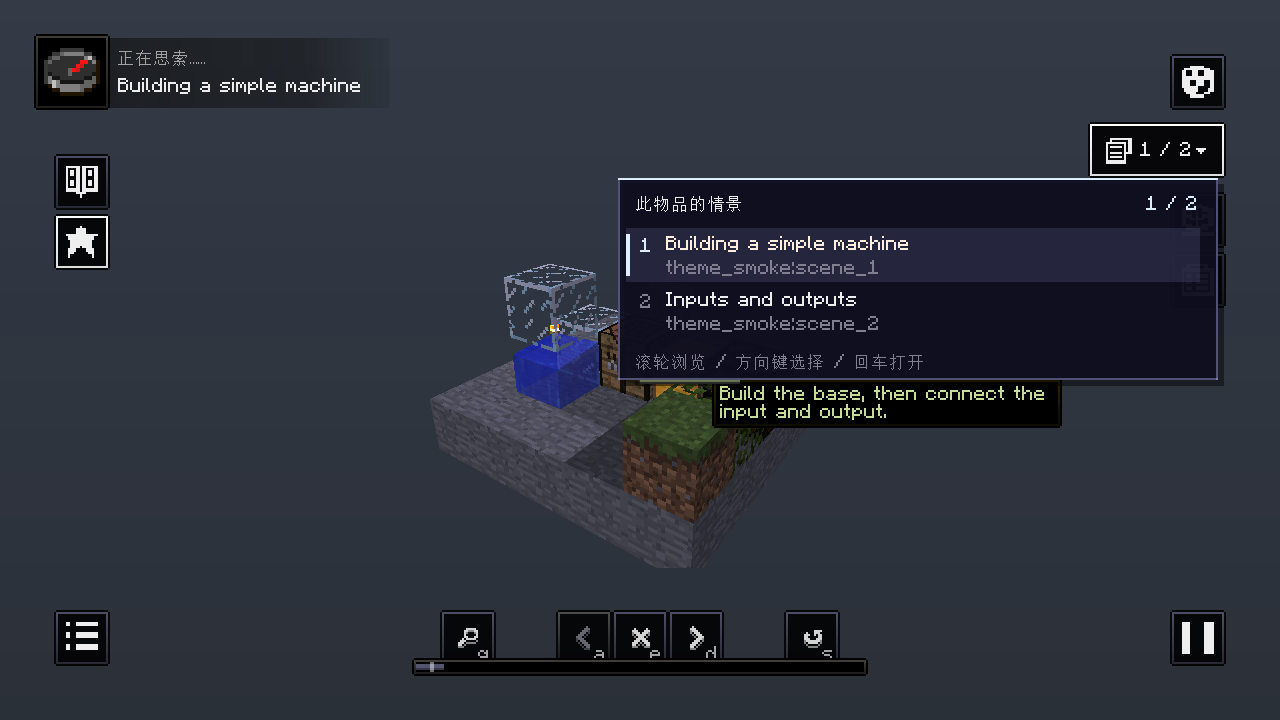 正在思索......
Building a simple machine
1 / 2
此物品的情景
1 / 2
1 Building a simple machine
theme_smoke:scene_1
2 Inputs and outputs
theme_smoke:scene_2
滚轮浏览 / 方向键选择 / 回车打开
Build the base, then connect the
input and output.
q a e d s